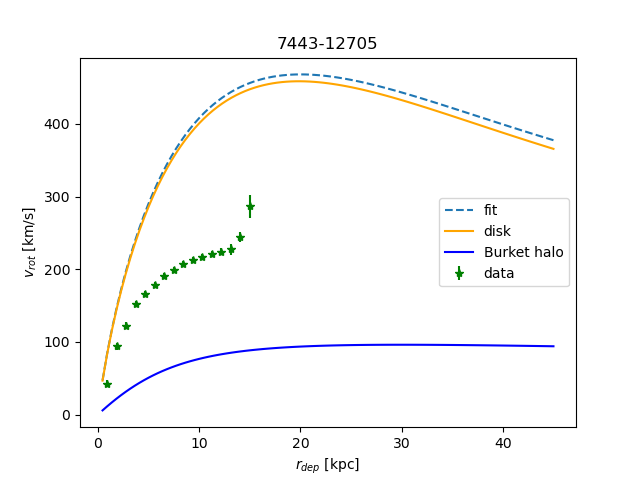 7443-12705
400
300
200
100
0
v_rot [km/s]
fit
disk
Burket halo
data
0 10 20 30 40
r_dep [kpc]